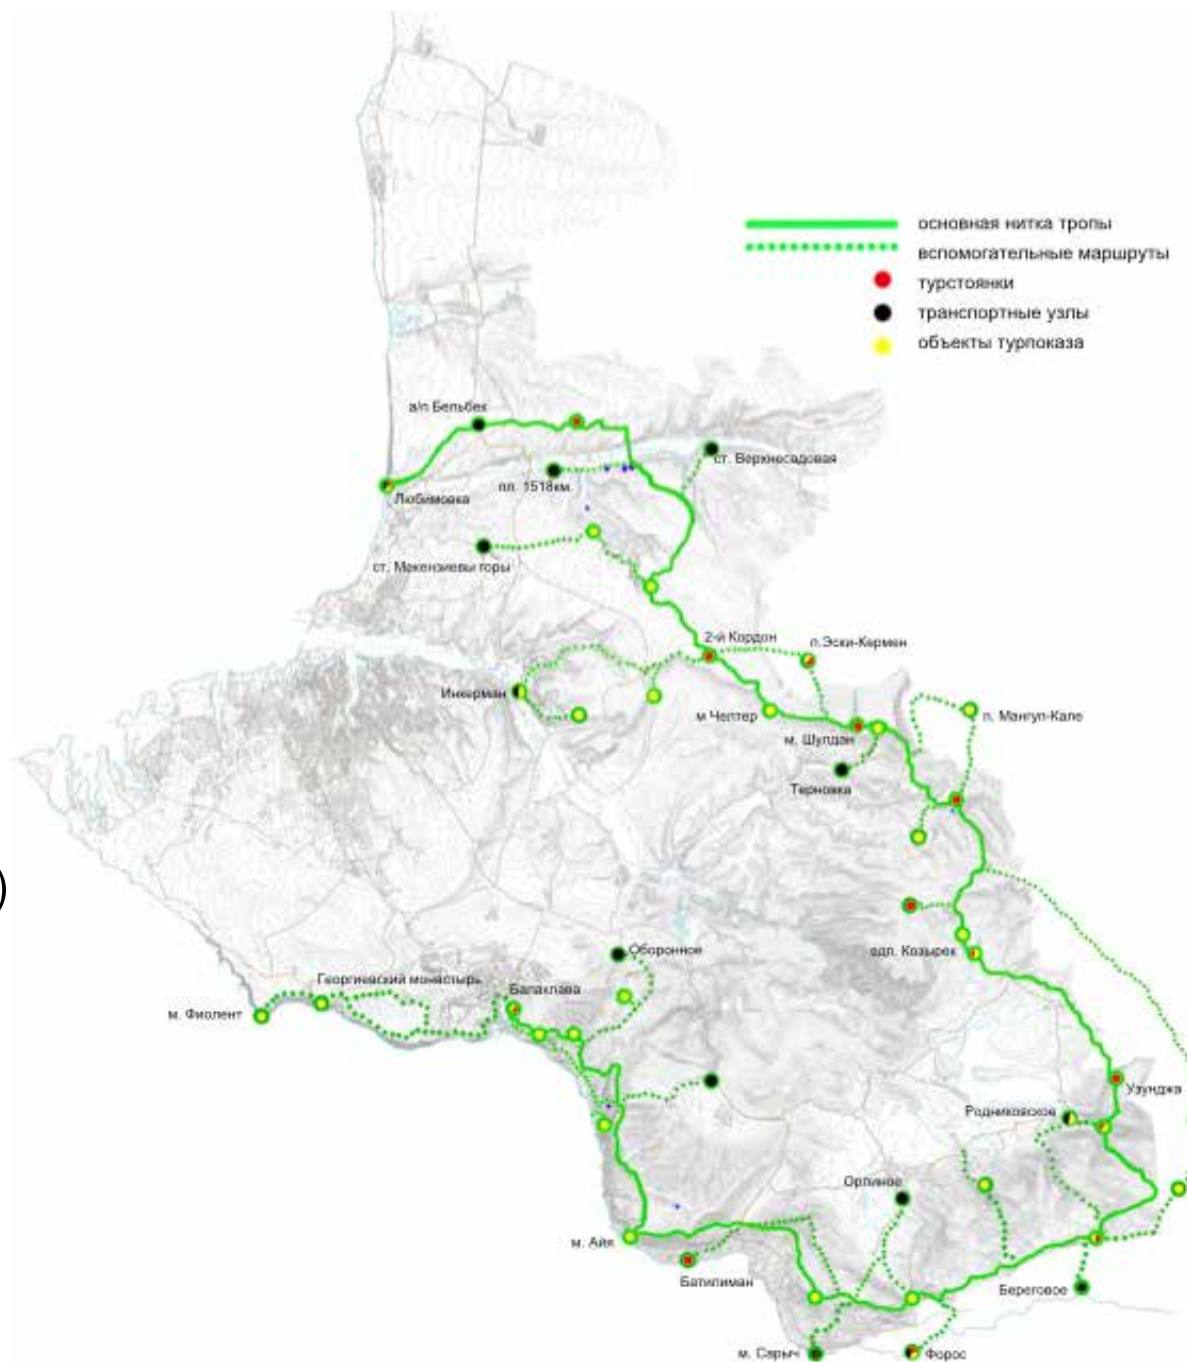 основная нитка тропы
вспомогательные маршруты
турстоянки
транспортные узлы
объекты турпоказа
а/п Бельбек
ст. Верхнесадовая
пл. 1518км.
Любимовка
ст. Мекензиевы горы
2-й Кордон
п.Эски-Кермен
Инкерман
м Челтер
п. Мангуп-Кале
м. Шулдан
Терновка
)
Оборонное
вдп. Козырек
Георгиевский монастырь
Балаклава
м. Фиолент
Узунджа
Родниковское
Орлиное
м. Айя
Батилиман
Береговое
м. Сарыч
Форос